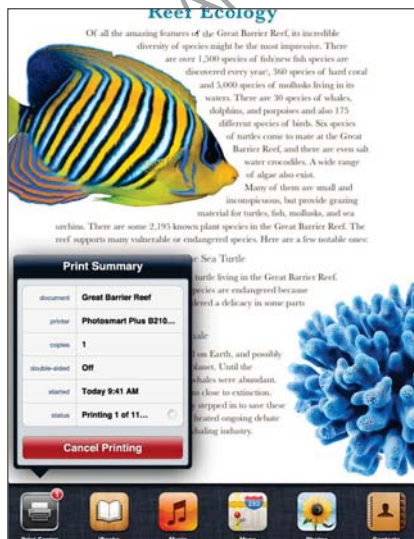 Reef Ecology
Of all the amazing features of the Great Barrier Reef, its incredible
diversity of species might be the most impressive. There
are over 1,500 species of fish(new fish species are
discovered every year), 360 species of hard coral
and 5,000 species of mollusks living in its
waters. There are 30 species of whales,
dolphins, and porpoises and also 175
different species of birds. Six species
of turtles come to mate at the Great
Barrier Reef, and there are even salt
water crocodiles. A wide range
of algae also exist.
Many of them are small and
inconspicuous, but provide grazing
material for turtles, fish, mollusks, and sea
urchins. There are some 2,195 known plant species in the Great Barrier Reef. The
reef supports many vulnerable or endangered species. Here are a few notable ones:
Sea Turtle
turtle living in the Great Barrier Reef.
species are endangered because
a delicacy in some parts
on Earth, and possibly
planet. Until the
whales were abundant.
close to extinction.
stepped in to save these
heated ongoing debate
whaling industry.
Print Summary
document Great Barrier Reef
printer Photosmart Plus B210...
copies 1
double-sided Off
started Today 9:41 AM
status Printing 1 of 11...
Cancel Printing
1